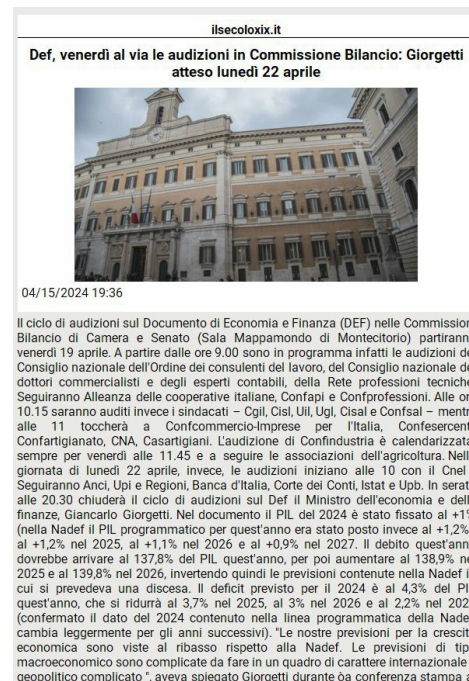 ilsecoloxix.it
Def, venerdì al via le audizioni in Commissione Bilancio: Giorgetti
atteso lunedì 22 aprile
04/15/2024 19:36
Il ciclo di audizioni sul Documento di Economia e Finanza (DEF) nelle Commission
Bilancio di Camera e Senato (Sala Mappamondo di Montecitorio) partirann
venerdì 19 aprile. A partire dalle ore 9.00 sono in programma infatti le audizioni de
Consiglio nazionale dell'Ordine dei consulenti del lavoro, del Consiglio nazionale de
dottori commercialisti e degli esperti contabili, della Rete professioni tecniche
Seguiranno Alleanza delle cooperative italiane, Confapi e Confprofessioni. Alle or
10.15 saranno auditi invece i sindacati – Cgil, Cisl, Uil, Ugl, Cisal e Confsal – mentr
alle 11 toccherà a Confcommercio-Imprese per l'Italia, Confesercent
Confartigianato, CNA, Casartigiani. L'audizione di Confindustria è calendarizzata
sempre per venerdì alle 11.45 e a seguire le associazioni dell'agricoltura. Nell
giornata di lunedì 22 aprile, invece, le audizioni iniziano alle 10 con il Cnel
Seguiranno Anci, Upi e Regioni, Banca d'Italia, Corte dei Conti, Istat e Upb. In serat
alle 20.30 chiuderà il ciclo di audizioni sul Def il Ministro dell'economia e dell
finanze, Giancarlo Giorgetti. Nel documento il PIL del 2024 è stato fissato al +1%
(nella Nadef il PIL programmatico per quest'anno era stato posto invece al +1,2%
al +1,2% nel 2025, al +1,1% nel 2026 e al +0,9% nel 2027. Il debito quest'ann
dovrebbe arrivare al 137,8% del PIL quest'anno, per poi aumentare al 138,9% ne
2025 e al 139,8% nel 2026, invertendo quindi le previsioni contenute nella Nadef i
cui si prevedeva una discesa. Il deficit previsto per il 2024 è al 4,3% del PI
quest'anno, che si ridurrà al 3,7% nel 2025, al 3% nel 2026 e al 2,2% nel 202
(confermato il dato del 2024 contenuto nella linea programmatica della Nade
cambia leggermente per gli anni successivi). "Le nostre previsioni per la crescit
economica sono viste al ribasso rispetto alla Nadef. Le previsioni di tip
macroeconomico sono complicate da fare in un quadro di carattere internazionale
geopolitico complicato ", aveva spiegato Giorgetti durante òa conferenza stampa a